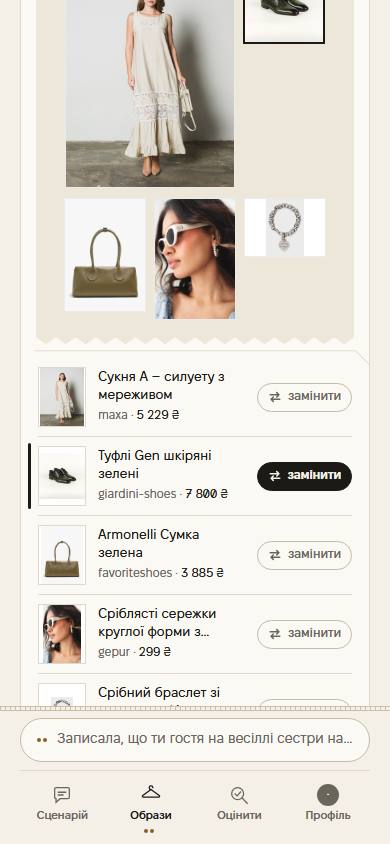 Сукня А – силуету з
мереживом
maxa · 5 229 ₴
замінити
Туфлі Gen шкіряні
зелені
giardini-shoes · 7 800 ₴
замінити
Armonelli Сумка
зелена
favoriteshoes · 3 885 ₴
замінити
Сріблясті сережки
круглої форми з...
gepur · 299 ₴
замінити
Срібний браслет зі
Записала, що ти гостя на весіллі сестри на...
Сценарій
Образи
Оцінити
Профіль